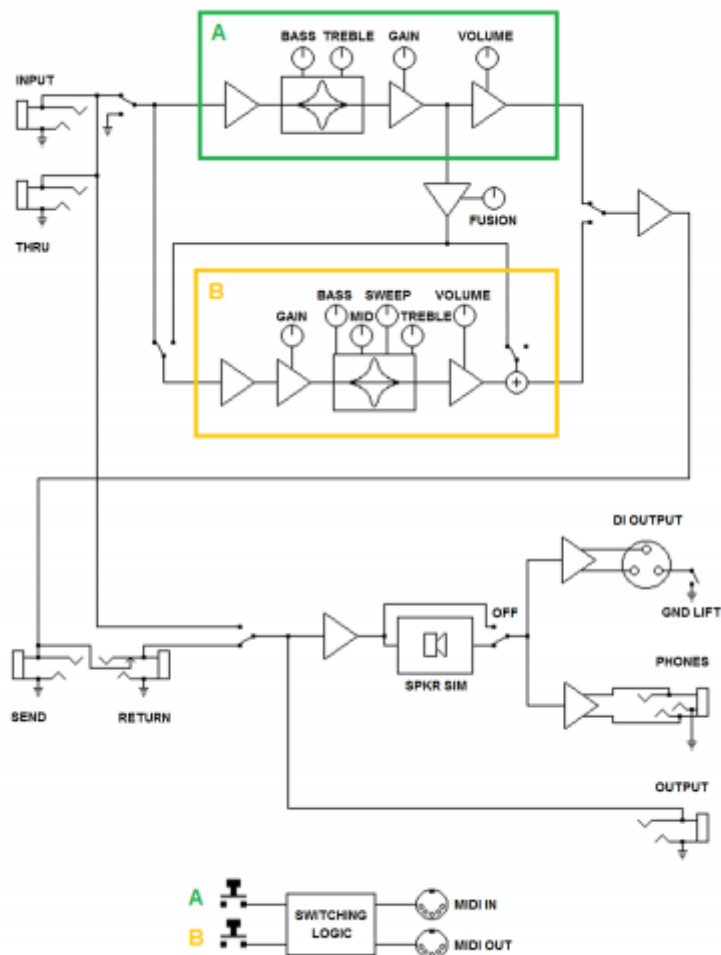 A
BASS TREBLE GAIN VOLUME
INPUT
THRU
FUSION
B
BASS SWEEP VOLUME
GAIN MID TREBLE
DI OUTPUT
GND LIFT
OFF
SPKR SIM
PHONES
SEND RETURN
OUTPUT
A
SWITCHING
LOGIC
MIDI IN
B
MIDI OUT